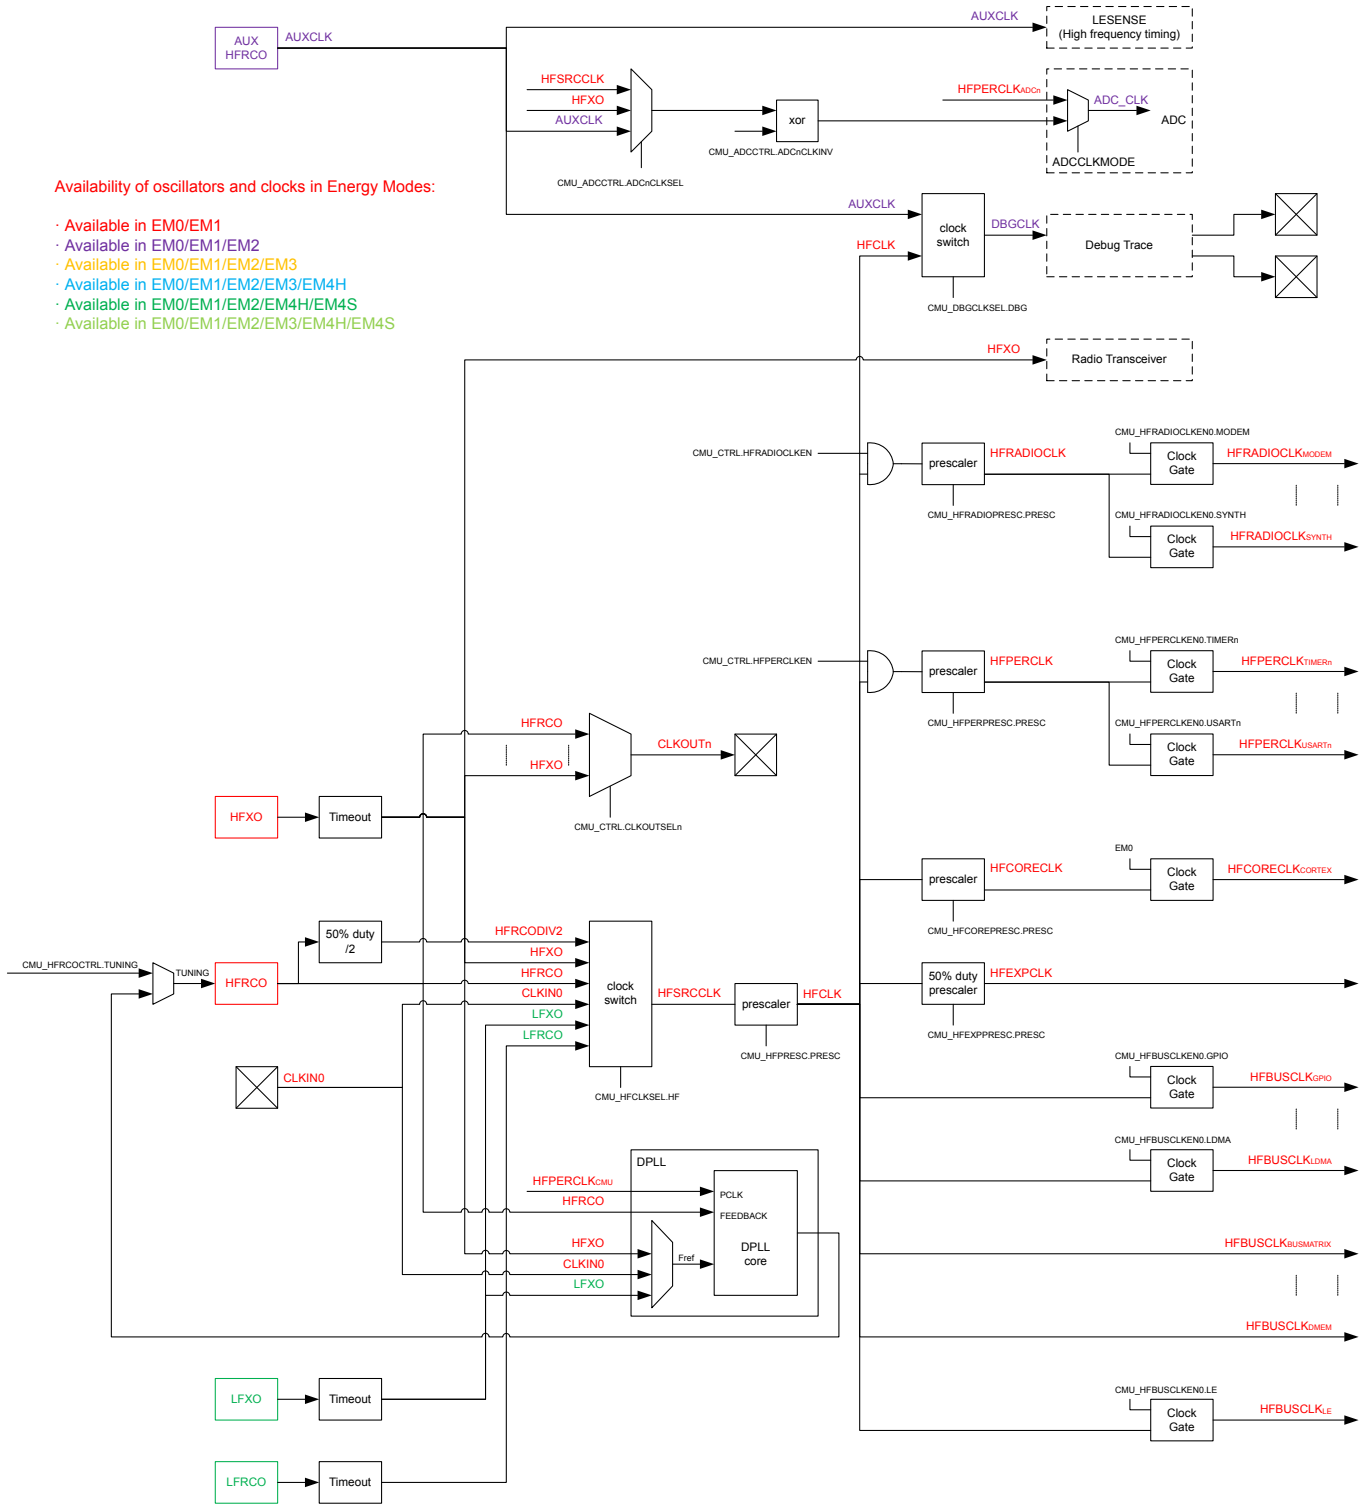 AUX
HFRCO
AUXCLK
AUXCLK
LESENSE
(High frequency timing)
HFSRCCLK
HFXO
AUXCLK
CMU_ADCCTRL.ADCnCLKSEL
xor
CMU_ADCCTRL.ADCnCLKINV
HFPERCLKADCn
ADC_CLK
ADC
ADCCLKMODE
Availability of oscillators and clocks in Energy Modes:
· Available in EM0/EM1
· Available in EM0/EM1/EM2
· Available in EM0/EM1/EM2/EM3
· Available in EM0/EM1/EM2/EM3/EM4H
· Available in EM0/EM1/EM2/EM4H/EM4S
· Available in EM0/EM1/EM2/EM3/EM4H/EM4S
AUXCLK
HFCLK
clock
switch
CMU_DBGCLKSEL.DBG
DBGCLK
Debug Trace
HFXO
Radio Transceiver
CMU_CTRL.HFRADIOCLKEN
prescaler
CMU_HFRADIOPRESC.PRESC
HFRADIOCLK
CMU_HFRADIOCLKEN0.MODEM
Clock
Gate
HFRADIOCLKMODEM
CMU_HFRADIOCLKEN0.SYNTH
Clock
Gate
HFRADIOCLKSYNTH
CMU_CTRL.HFPERCLKEN
prescaler
CMU_HFPERPRESC.PRESC
HFPERCLK
CMU_HFPERCLKEN0.TIMERn
Clock
Gate
HFPERCLKTIMERn
CMU_HFPERCLKEN0.USARTn
Clock
Gate
HFPERCLKUSARTn
HFRCO
HFXO
CLKOUTn
CMU_CTRL.CLKOUTSELn
HFXO
Timeout
prescaler
CMU_HFCOREPRESC.PRESC
HFCORECLK
EM0
Clock
Gate
HFCORECLKCORTEX
CMU_HFRCOCTRL.TUNING
TUNING
HFRCO
50% duty
/2
HFRCODIV2
HFXO
HFRCO
CLKIN0
LFXO
LFRCO
clock
switch
CMU_HFCLKSEL.HF
HFSRCCLK
prescaler
CMU_HFPRESC.PRESC
HFCLK
50% duty
prescaler
CMU_HFEXPPRESC.PRESC
HFEXPCLK
CLKIN0
CMU_HFBUSCLKEN0.GPIO
Clock
Gate
HFBUSCLKGPIO
CMU_HFBUSCLKEN0.LDMA
Clock
Gate
HFBUSCLKLDMA
DPLL
HFPERCLKCMU
HFRCO
HFXO
CLKIN0
LFXO
Fref
PCLK
FEEDBACK
DPLL
core
HFBUSCLKBUSMATRIX
HFBUSCLKDMEM
LFXO
Timeout
CMU_HFBUSCLKEN0.LE
Clock
Gate
HFBUSCLKLE
LFRCO
Timeout